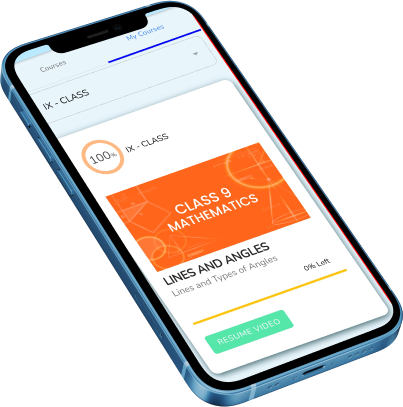 Courses
My Courses
IX - CLASS
100%
IX - CLASS
CLASS 9
MATHEMATICS
LINES AND ANGLES
Lines and Types of Angles
0% Left
RESUME VIDEO